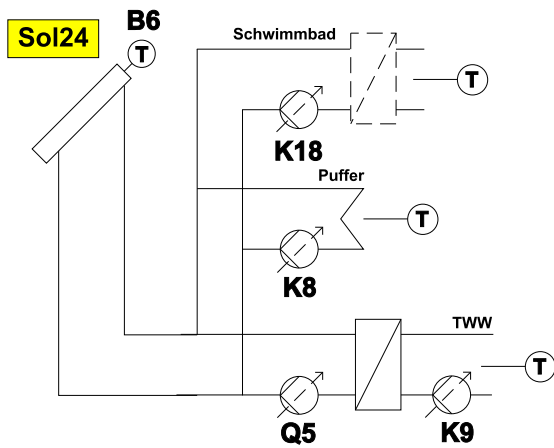 B6
Sol24
T
Schwimmbad
T
K18
Puffer
T
K8
TWW
T
Q5
K9